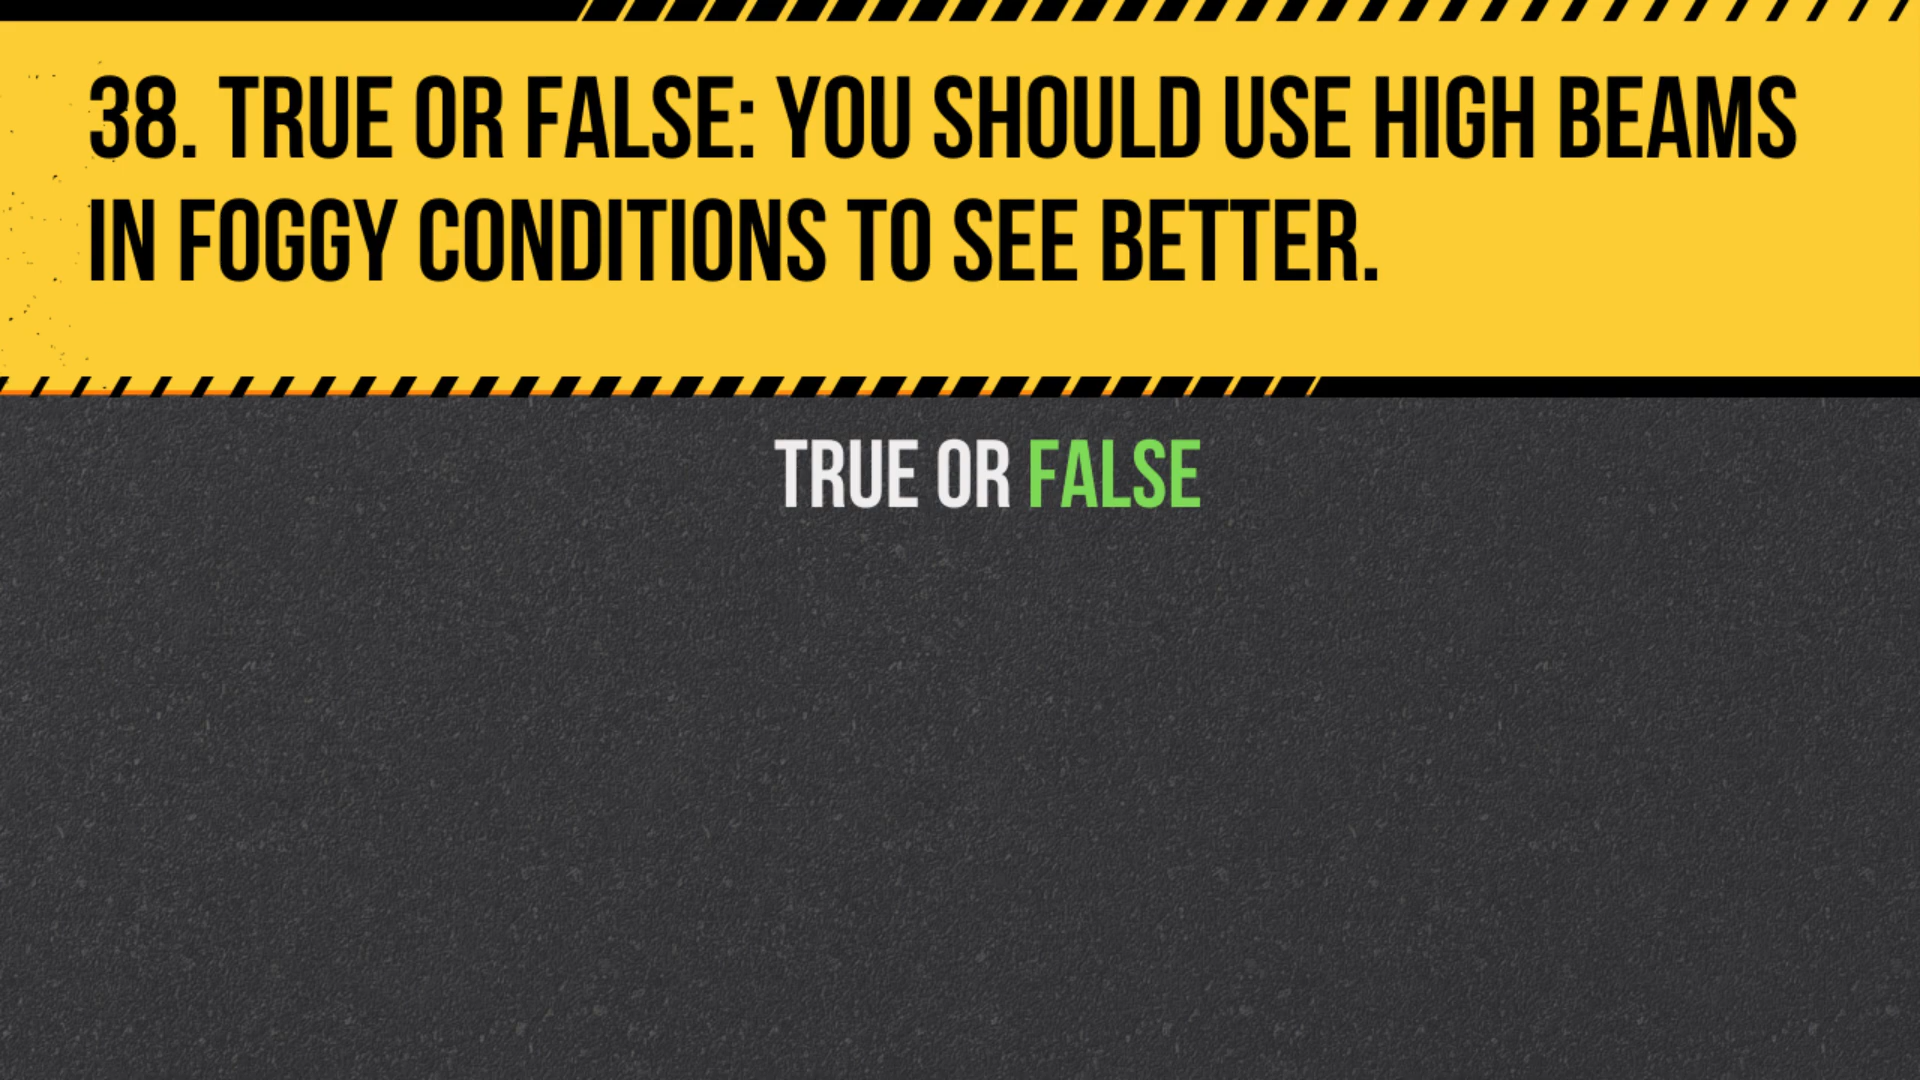 38. TRUE OR FALSE: YOU SHOULD USE HIGH BEAMS
IN FOGGY CONDITIONS TO SEE BETTER.
TRUE OR FALSE